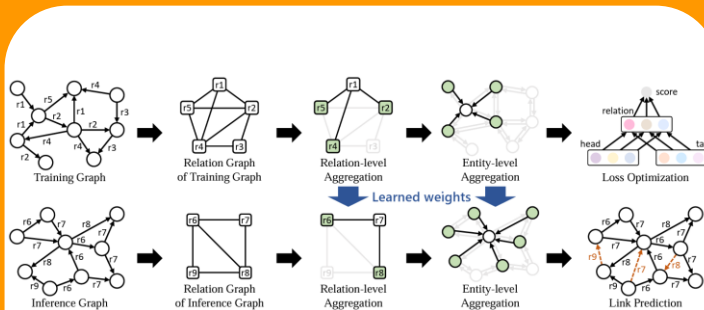 r1
r5
r4
r1
r2
r1
r3
r4
r2
r4
r3
r2
Training Graph
r1
r5
r2
r4
r3
Relation Graph
of Training Graph
r1
r5
r2
r4
Relation-level
Aggregation
Entity-level
Aggregation
score
relation
head
ta
Loss Optimization
Learned weights
r6
r7
r8
r7
r6
r7
r8
r6
r7
r9
r6
Inference Graph
r6
r7
r9
r8
Relation Graph
of Inference Graph
r6
r7
r9
r8
Relation-level
Aggregation
Entity-level
Aggregation
r6
r7
r8
r7
r6
r7
r9
r8
r7
r8
r6
r7
r9
r6
Link Prediction